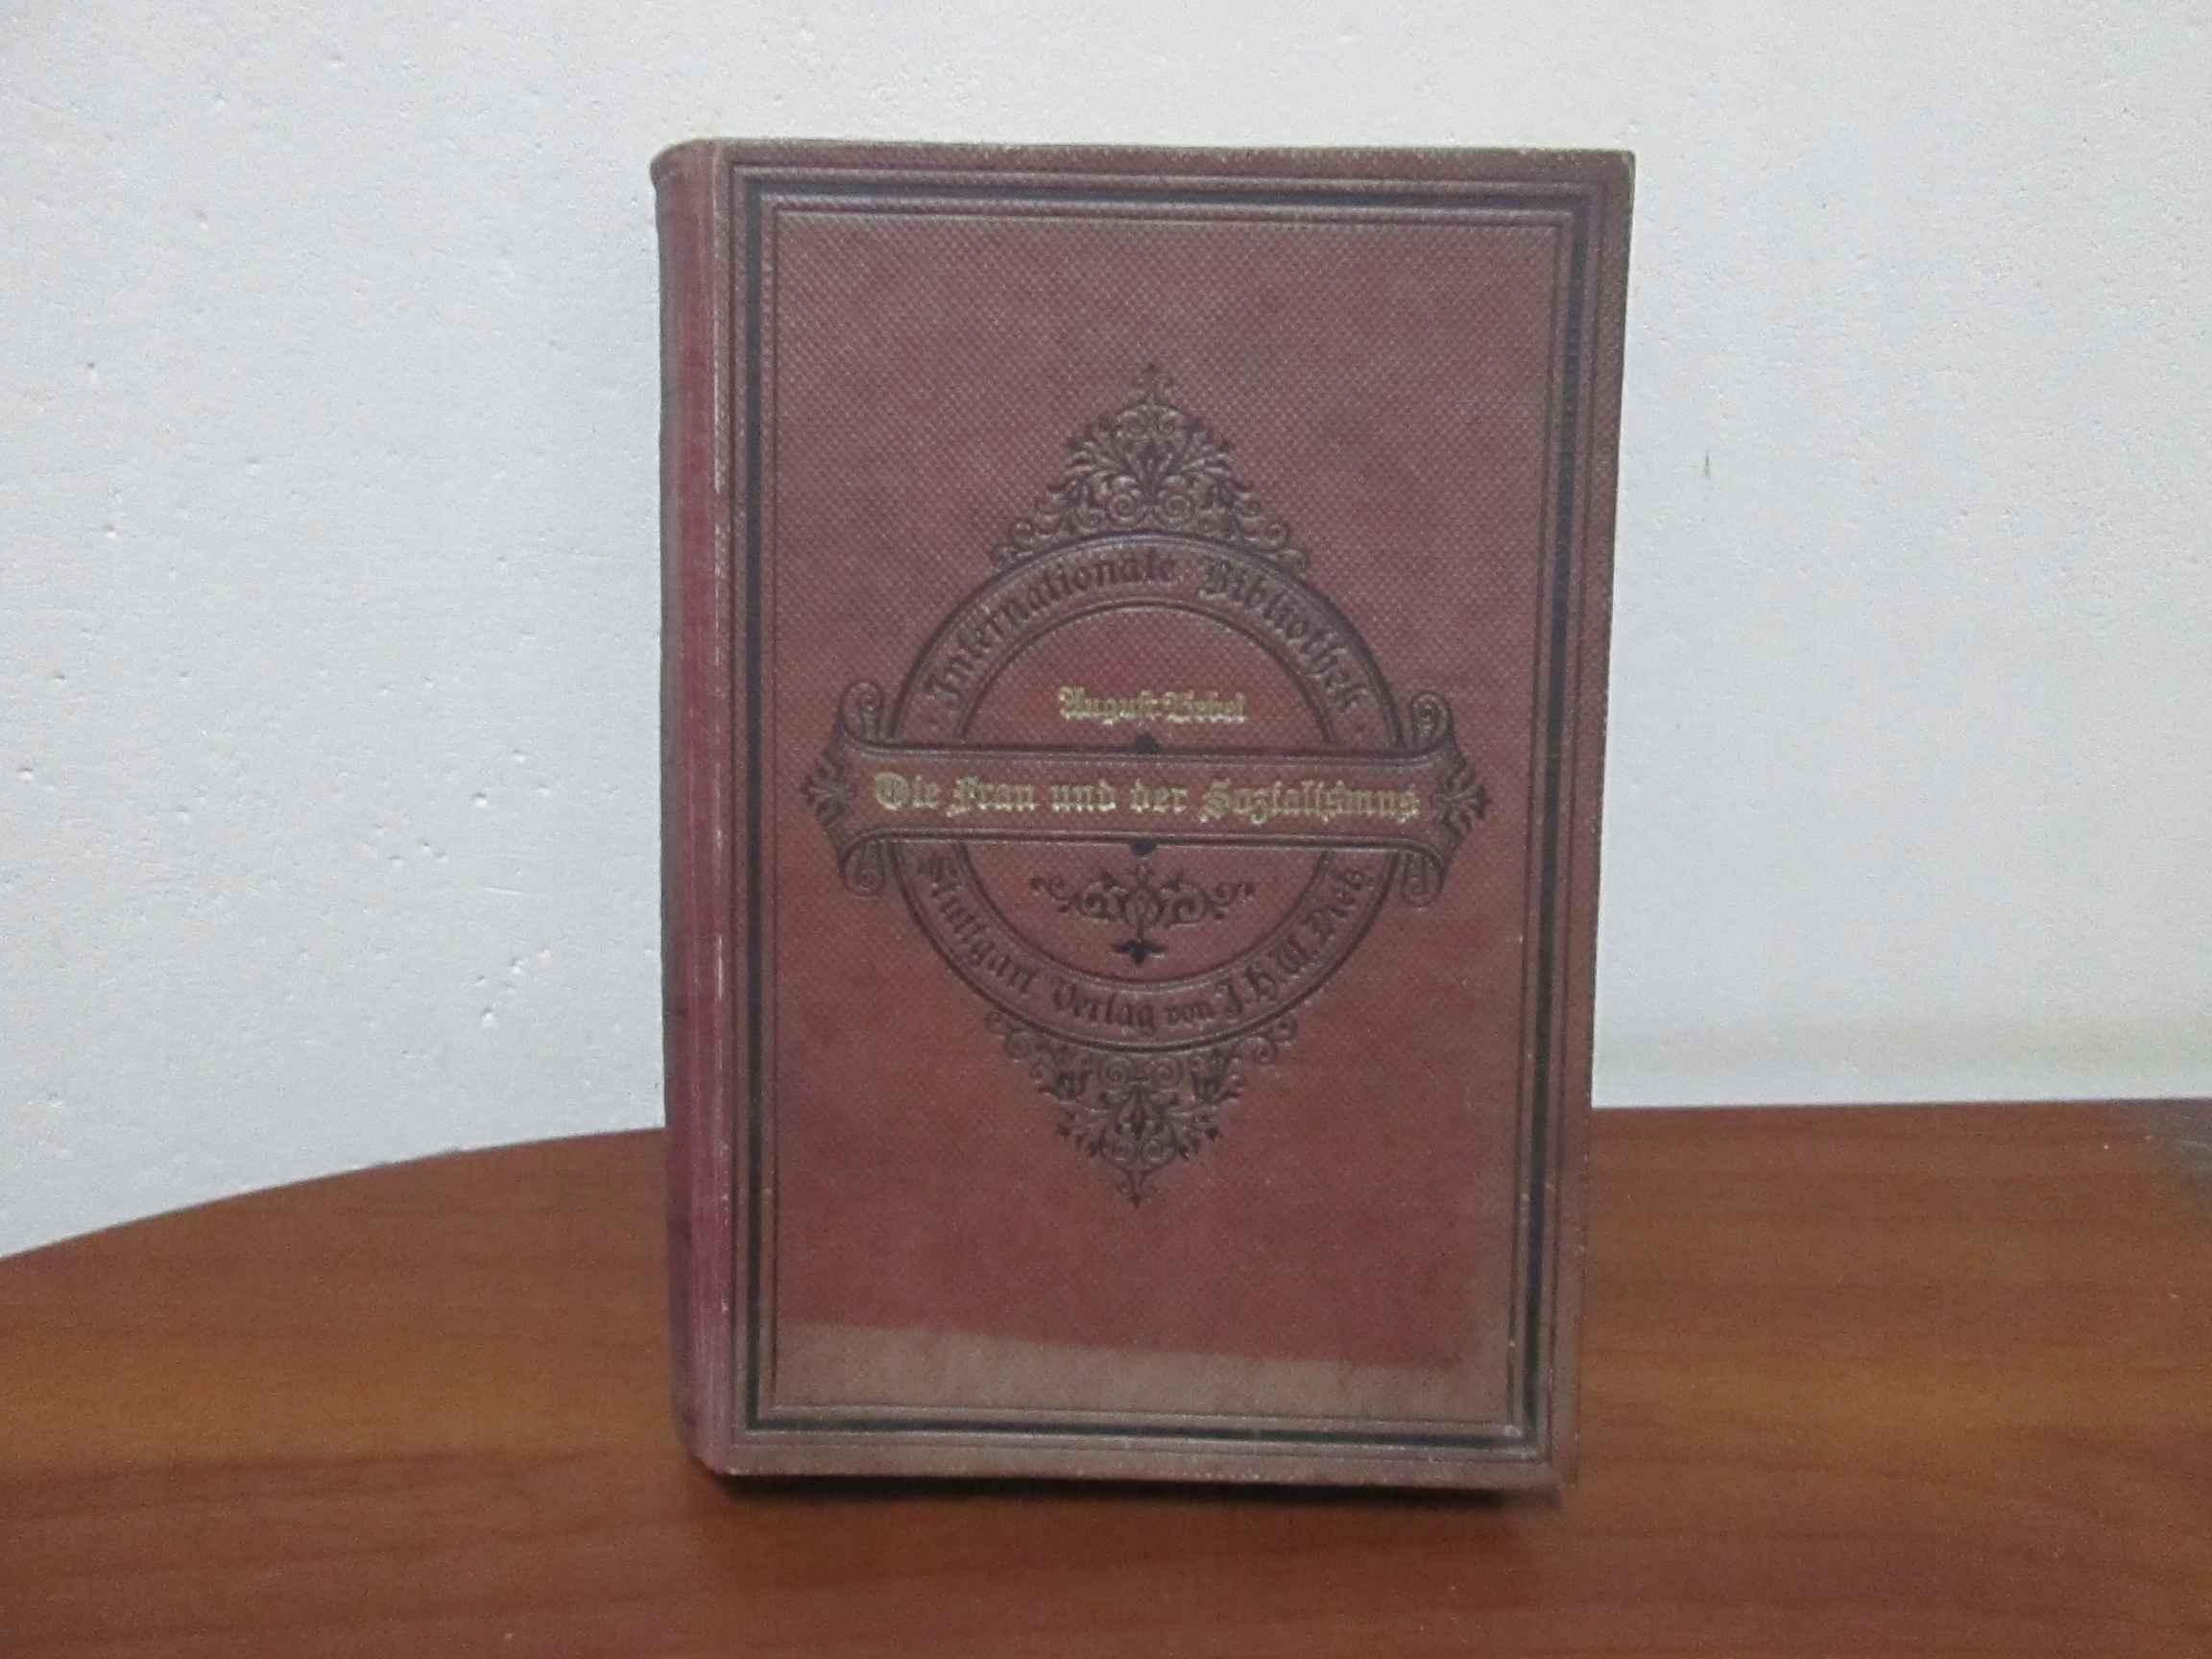 Internationale Bibliothek
August Bebel
Die Frau und der Sozialismus
Stuttgart Verlag von J. H. W. Dietz